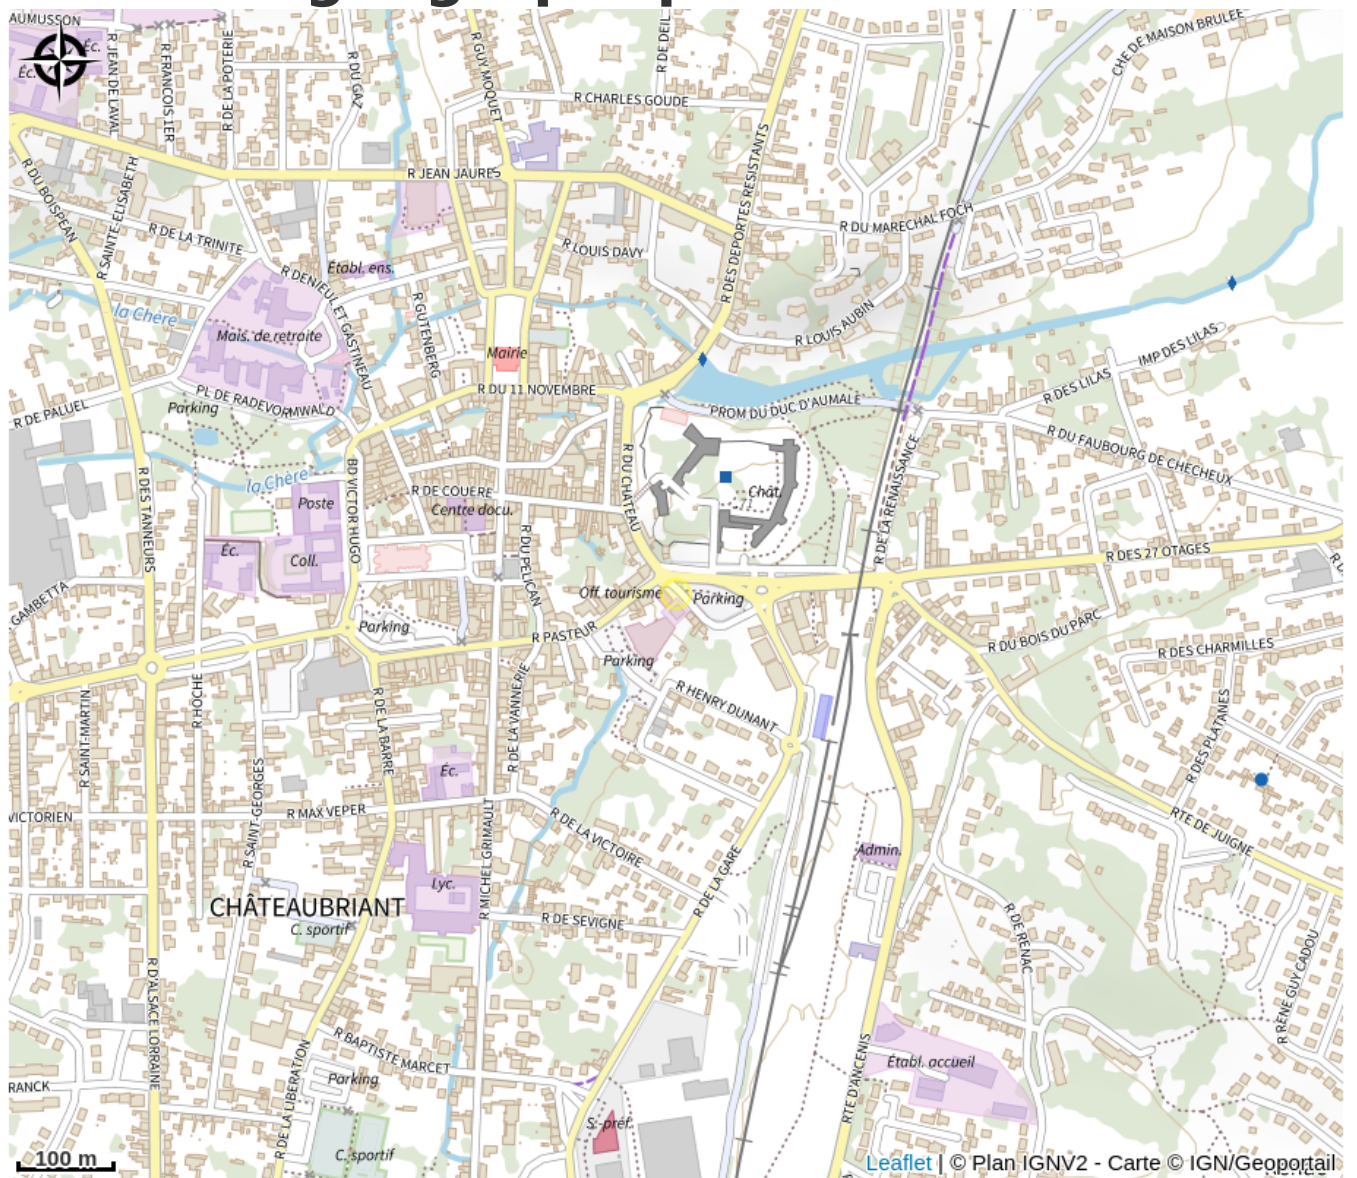 AUMUSSON
Éc.
Éc.
R JEAN DE LAVAL
R FRANCOIS 1ER
R DE LA POTERIE
R DU GAZ
R GUY MOQUET
R CHARLES GOUDE
CHE DE MAISON BRULEE
R JEAN JAURES
R DES DEPORTES RESISTANTS
R DU BOISPEAN
R SAINTE-ELISABETH
R DE LA TRINITE
R DU MARECHAL FOCH
R LOUIS DAVY
Établ. ens.
R DENIEUL ET GASTINEAU
R GUTENBERG
la Chère
Mais. de retraite
R LOUIS AUBIN
IMP DES LILAS
Mairie
R DU 11 NOVEMBRE
R DES LILAS
PL DE RADEVORMWALD
PROM DU DUC D'AUMALE
R DE PALUEL
Parking
R DU FAUBOURG DE CHECHEUX
R DU CHATEAU
BD VICTOR HUGO
la Chère
R DE COUERE
Chât.
Poste
Centre docu.
R DES TANNEURS
R DE LA RENAISSANCE
Éc.
Coll.
R DU PELICAN
R DES 27 OTAGES
GAMBETTA
Off. tourisme
Parking
Parking
R PASTEUR
R DU BOIS DU PARC
R DES CHARMILLES
Parking
R HENRY DUNANT
R SAINT-MARTIN
R HOCHE
R DE LA BARRE
R DE LA VANNERIE
R DES PLATANES
Éc.
R SAINT-GEORGES
R MAX VEPER
VICTORIEN
R DE LA VICTOIRE
RTE DE JUIGNE
R MICHEL GRIMAULT
R DE LA GARE
Admin.
Lyc.
CHÂTEAUBRIANT
C. sportif
R DE SEVIGNE
R DE RENAC
R RENE GUY CADOU
R D'ALSACE LORRAINE
R BAPTISTE MARCET
Établ. accueil
RANCK
Parking
R DE LA LIBERATION
RTE D'ANCENIS
S.-préf.
C. sportif
100 m
Leaflet | © Plan IGNV2 - Carte © IGN/Geoportail